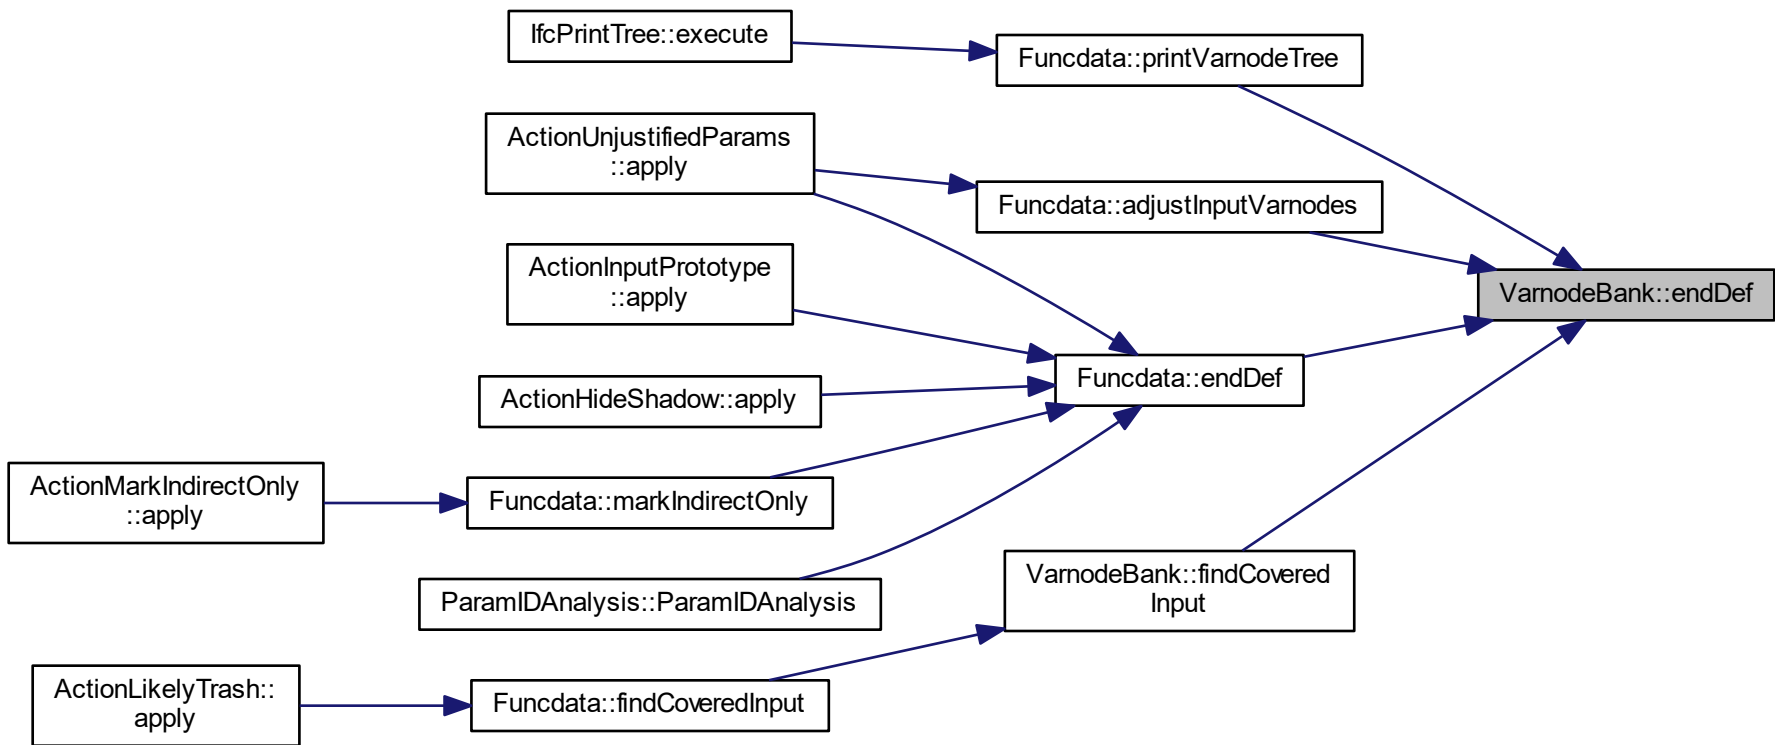 IfcPrintTree::execute
Funcdata::printVarnodeTree
ActionUnjustifiedParams
::apply
Funcdata::adjustInputVarnodes
ActionInputPrototype
::apply
VarnodeBank::endDef
Funcdata::endDef
ActionHideShadow::apply
ActionMarkIndirectOnly
::apply
Funcdata::markIndirectOnly
ParamIDAnalysis::ParamIDAnalysis
VarnodeBank::findCovered
Input
ActionLikelyTrash::
apply
Funcdata::findCoveredInput